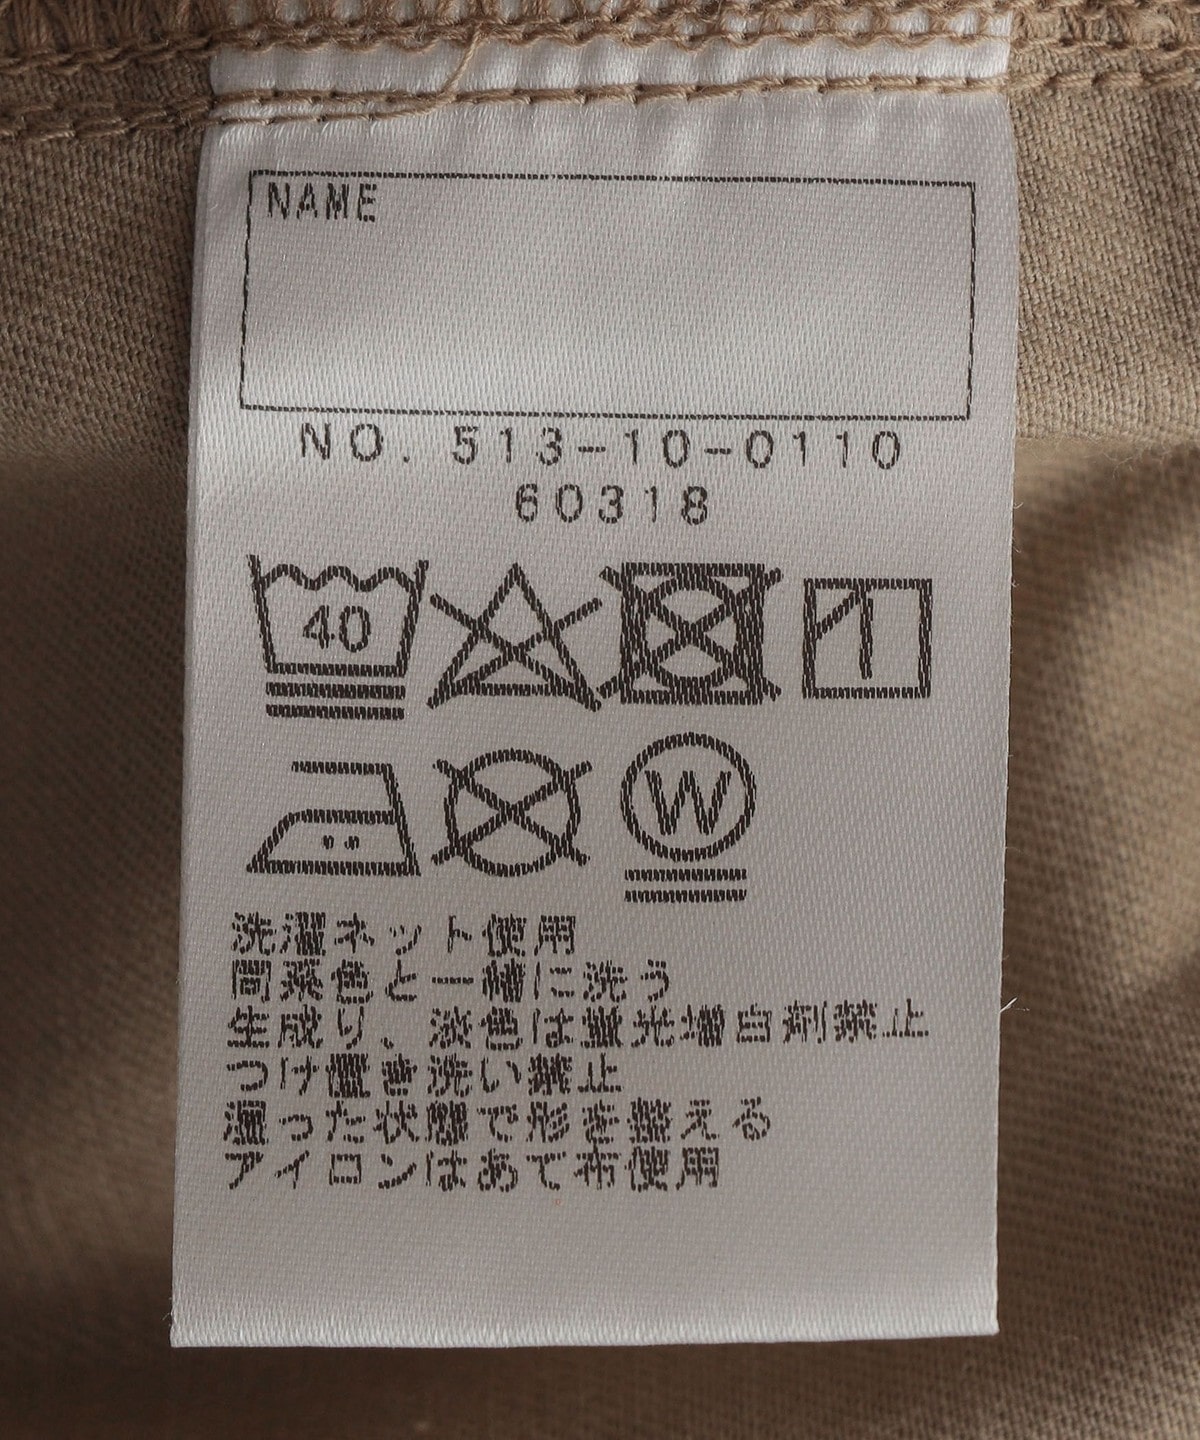 NAME
NO. 513-10-0110
60318
40
W
洗濯ネット使用
同系色と一緒に洗う
生成り、淡色は蛍光増白剤禁止
つけ置き洗い禁止
湿った状態で形を整える
アイロンはあて布使用